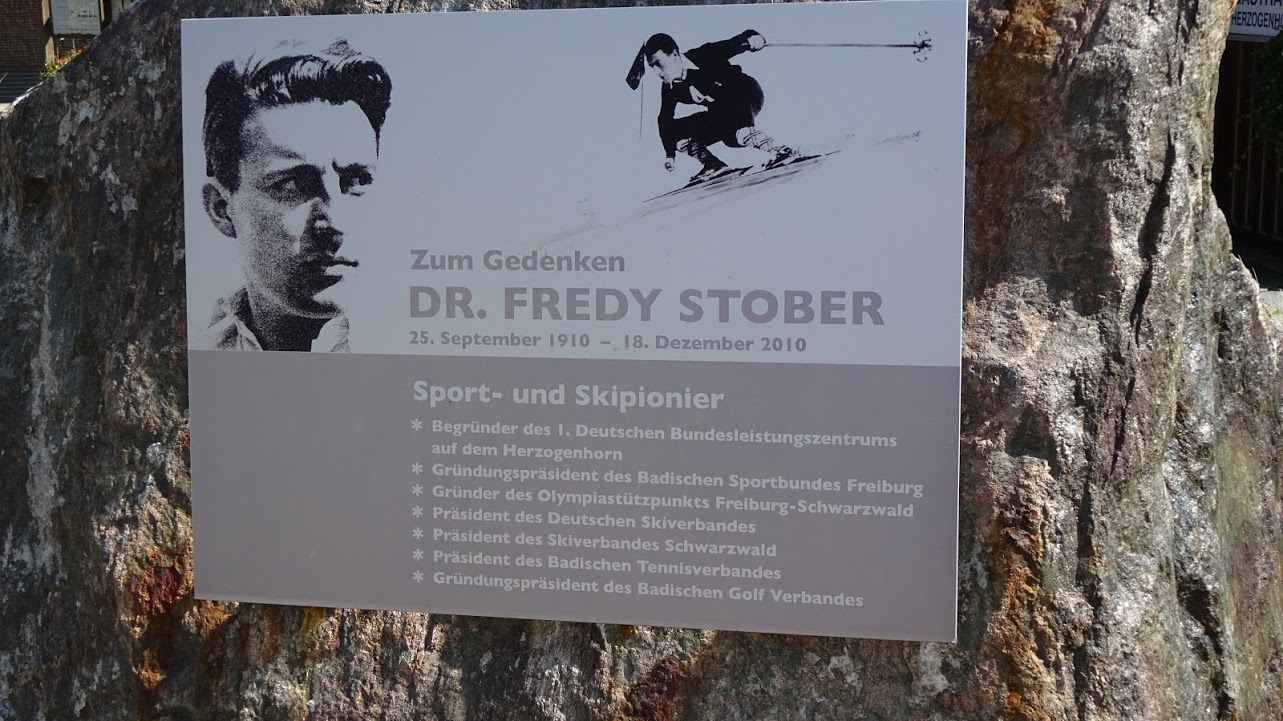 Zum Gedenken
DR. FREDY STOBER
25. September 1910 – 18. Dezember 2010
Sport- und Skipionier
* Begründer des 1. Deutschen Bundesleistungszentrums
auf dem Herzogenhorn
* Gründungspräsident des Badischen Sportbundes Freiburg
* Gründer des Olympiastützpunkts Freiburg-Schwarzwald
* Präsident des Deutschen Skiverbandes
* Präsident des Skiverbandes Schwarzwald
* Präsident des Badischen Tennisverbandes
* Gründungspräsident des Badischen Golf Verbandes